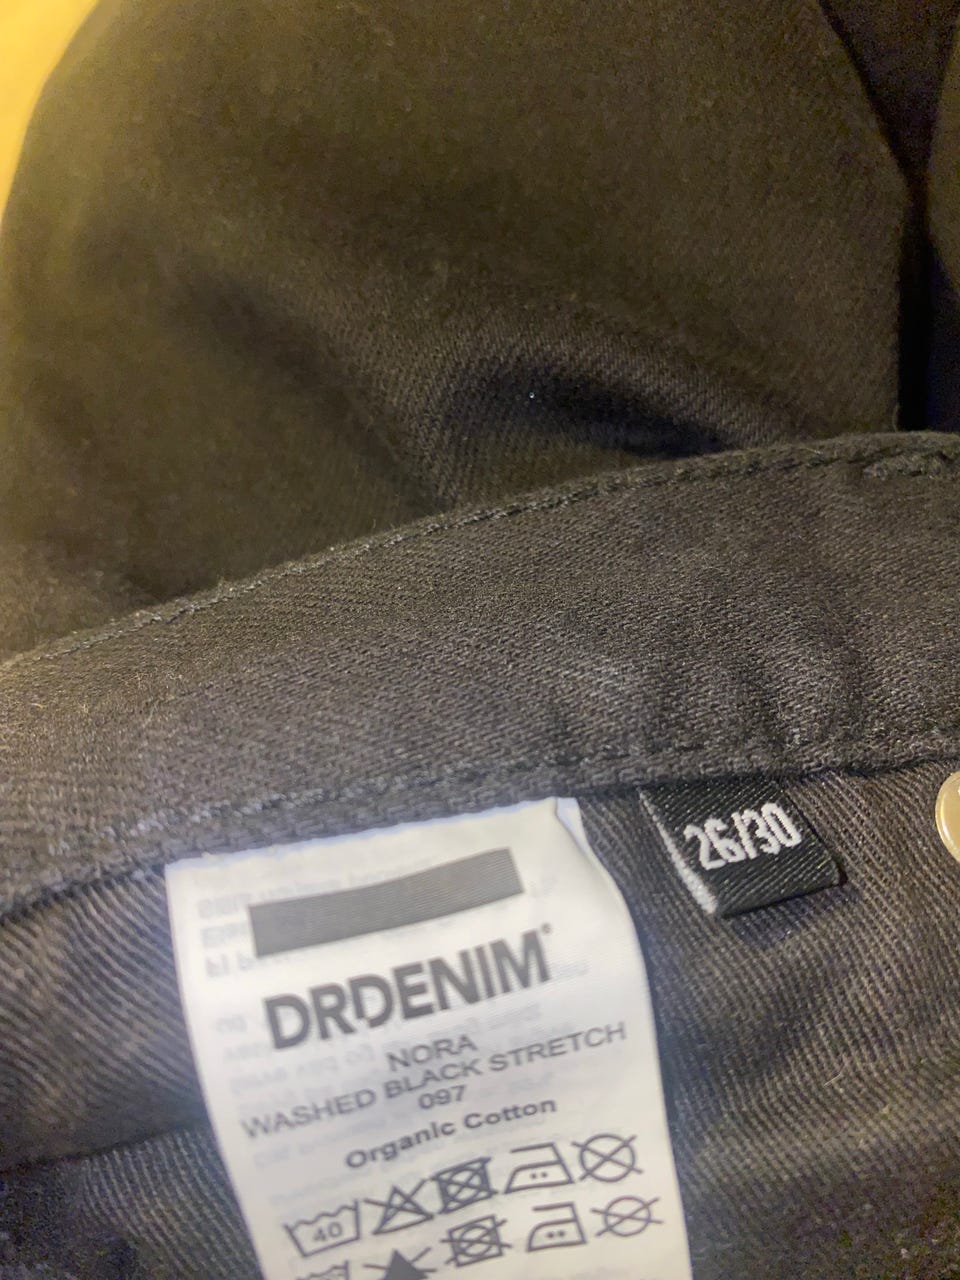 26/30
DRDENIM
NORA
WASHED BLACK STRETCH
097
Organic Cotton
40